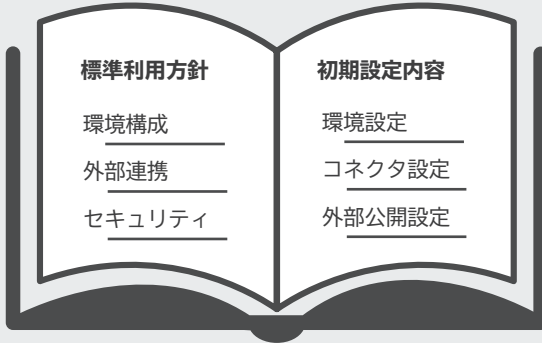 標準利用方針
環境構成
外部連携
セキュリティ
初期設定内容
環境設定
コネクタ設定
外部公開設定